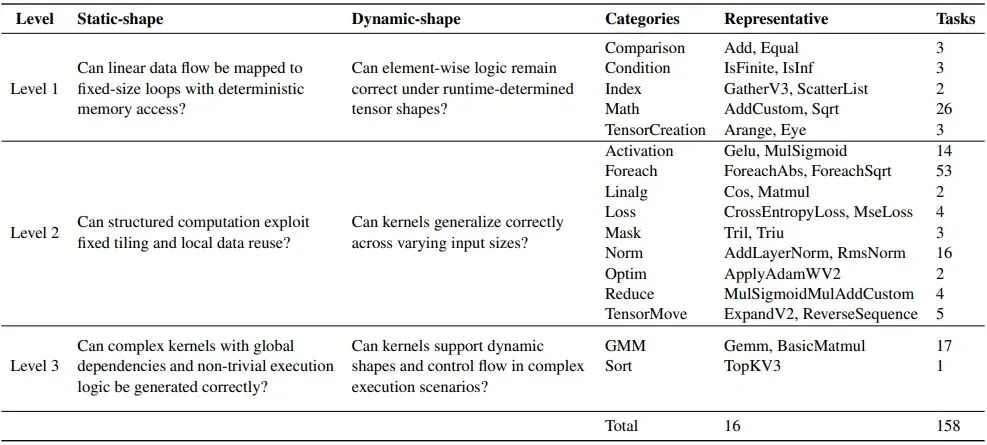 Level Static-shape Dynamic-shape Categories Representative Tasks
Comparison Add, Equal 3
Can linear data flow be mapped to Can element-wise logic remain Condition IsFinite, IsInf 3
Level 1 fixed-size loops with deterministic correct under runtime-determined Index GatherV3, ScatterList 2
memory access? tensor shapes? Math AddCustom, Sqrt 26
TensorCreation Arange, Eye 3
Activation Gelu, MulSigmoid 14
Foreach ForeachAbs, ForeachSqrt 53
Linalg Cos, Matmul 2
Can structured computation exploit Can kernels generalize correctly Loss CrossEntropyLoss, MseLoss 4
Level 2 fixed tiling and local data reuse? across varying input sizes? Mask Tril, Triu 3
Norm AddLayerNorm, RmsNorm 16
Optim ApplyAdamWV2 2
Reduce MulSigmoidMulAddCustom 4
TensorMove ExpandV2, ReverseSequence 5
Can complex kernels with global Can kernels support dynamic GMM Gemm, BasicMatmul 17
Level 3 dependencies and non-trivial execution shapes and control flow in complex Sort TopKV3 1
logic be generated correctly? execution scenarios?
Total 16 158